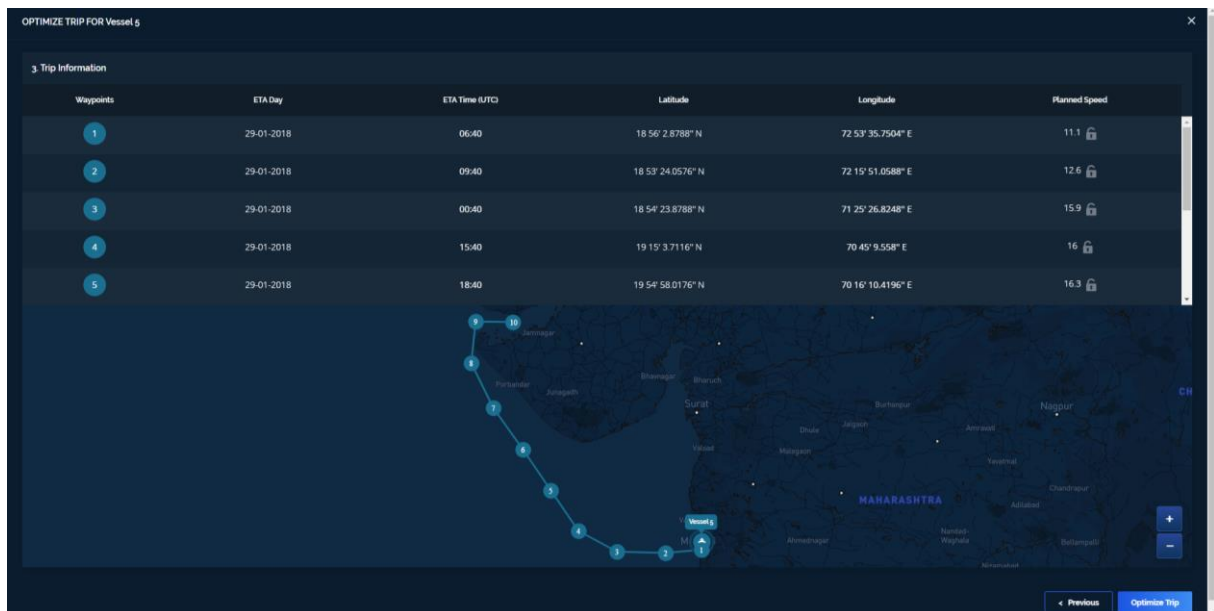 OPTIMIZE TRIP FOR Vessel 5 ×
3. Trip Information
Waypoints ETA Day ETA Time (UTC) Latitude Longitude Planned Speed
1 29-01-2018 06:40 18 56' 2.8788" N 72 53' 35.7504" E 11.1
2 29-01-2018 09:40 18 53' 24.0576" N 72 15' 51.0588" E 12.6
3 29-01-2018 00:40 18 54' 23.8788" N 71 25' 26.8248" E 15.9
4 29-01-2018 15:40 19 15' 3.7116" N 70 45' 9.558" E 16
5 29-01-2018 18:40 19 54' 58.0176" N 70 16' 10.4196" E 16.3
9 10
Jamnagar
8
Bhavnagar Bharuch
Porbandar Junagadh
CH
7 Surat Burhanpur Nagpur
Dhule Jalgaon Amravati
6 Valsad Malegaon
Yavatmal
5 Chandrapur
MAHARASHTRA Adilabad
Vessel 5 +
4 Nanded-
Waghala
M Ahmadnagar Bellampalli −
3 2 1
Nizamabad
< Previous Optimize Trip